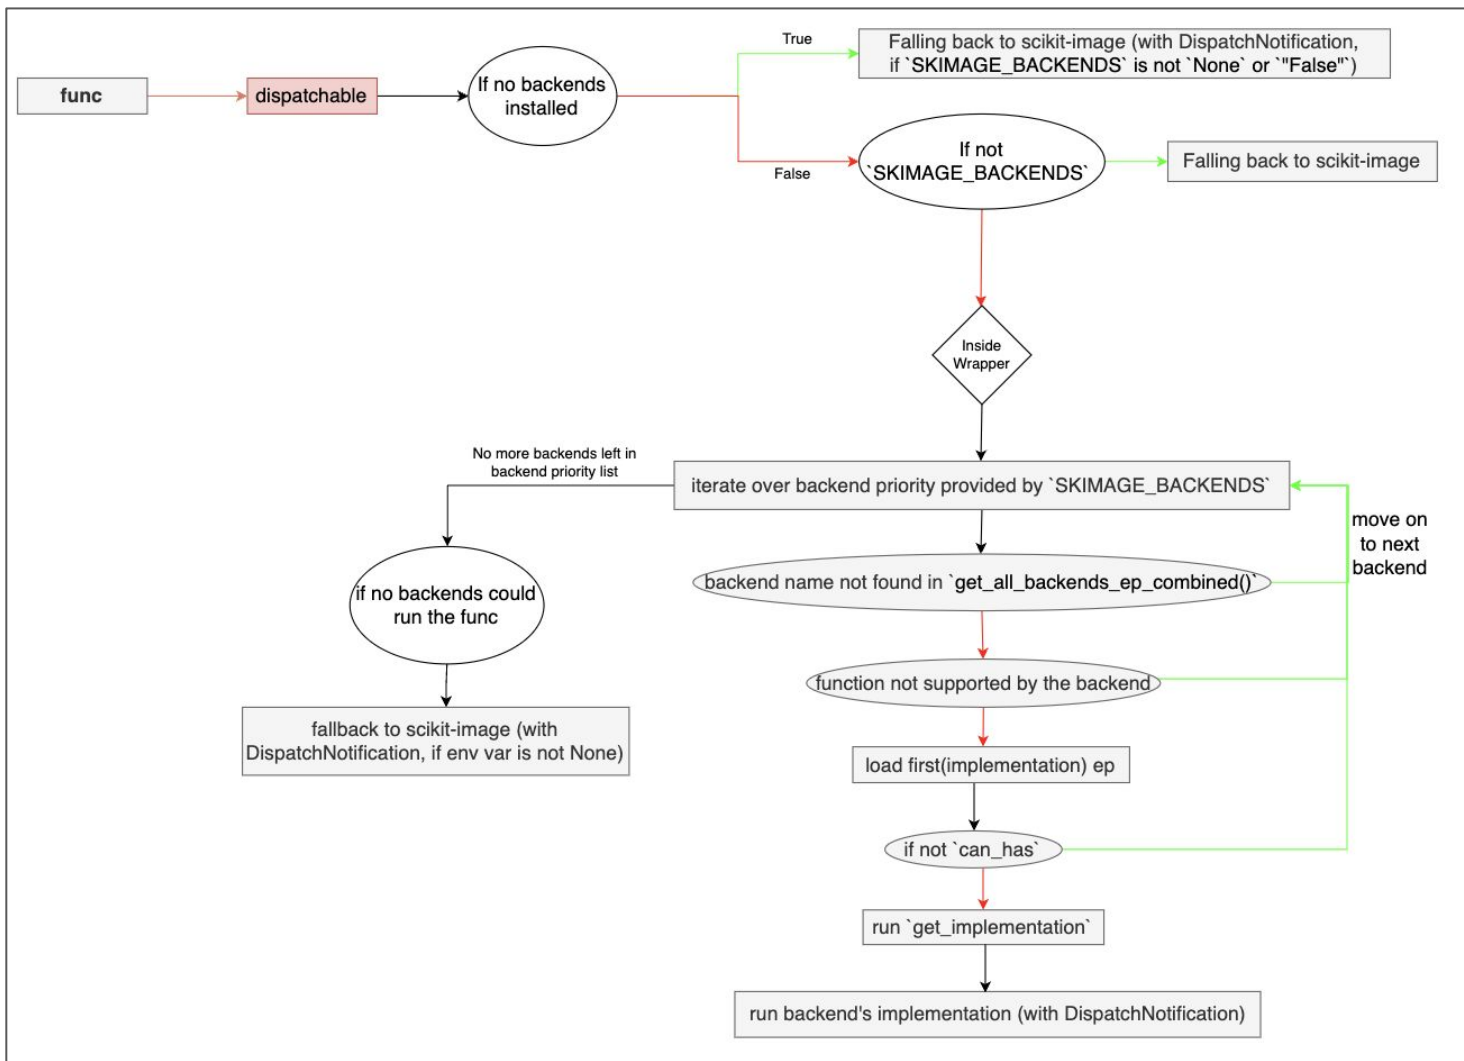 func
dispatchable
If no backends
installed
True
Falling back to scikit-image (with DispatchNotification,
if `SKIMAGE_BACKENDS` is not `None` or `"False"`)
False
If not
`SKIMAGE_BACKENDS`
Falling back to scikit-image
Inside
Wrapper
No more backends left in
backend priority list
iterate over backend priority provided by `SKIMAGE_BACKENDS`
move on
to next
backend
if no backends could
run the func
backend name not found in `get_all_backends_ep_combined()`
function not supported by the backend
fallback to scikit-image (with
DispatchNotification, if env var is not None)
load first(implementation) ep
if not `can_has`
run `get_implementation`
run backend's implementation (with DispatchNotification)